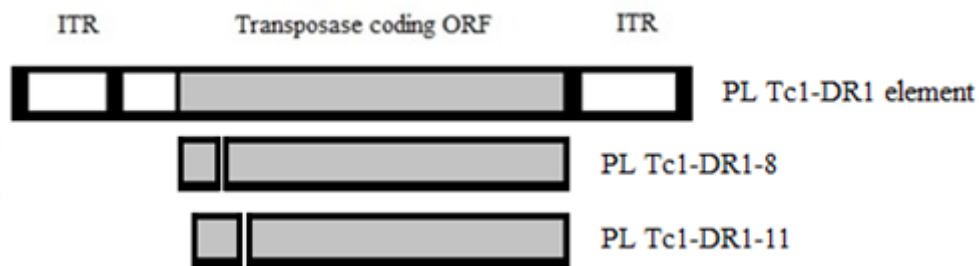 ITR Transposase coding ORF ITR
PL Tc1-DR1 element
PL Tc1-DR1-8
PL Tc1-DR1-11